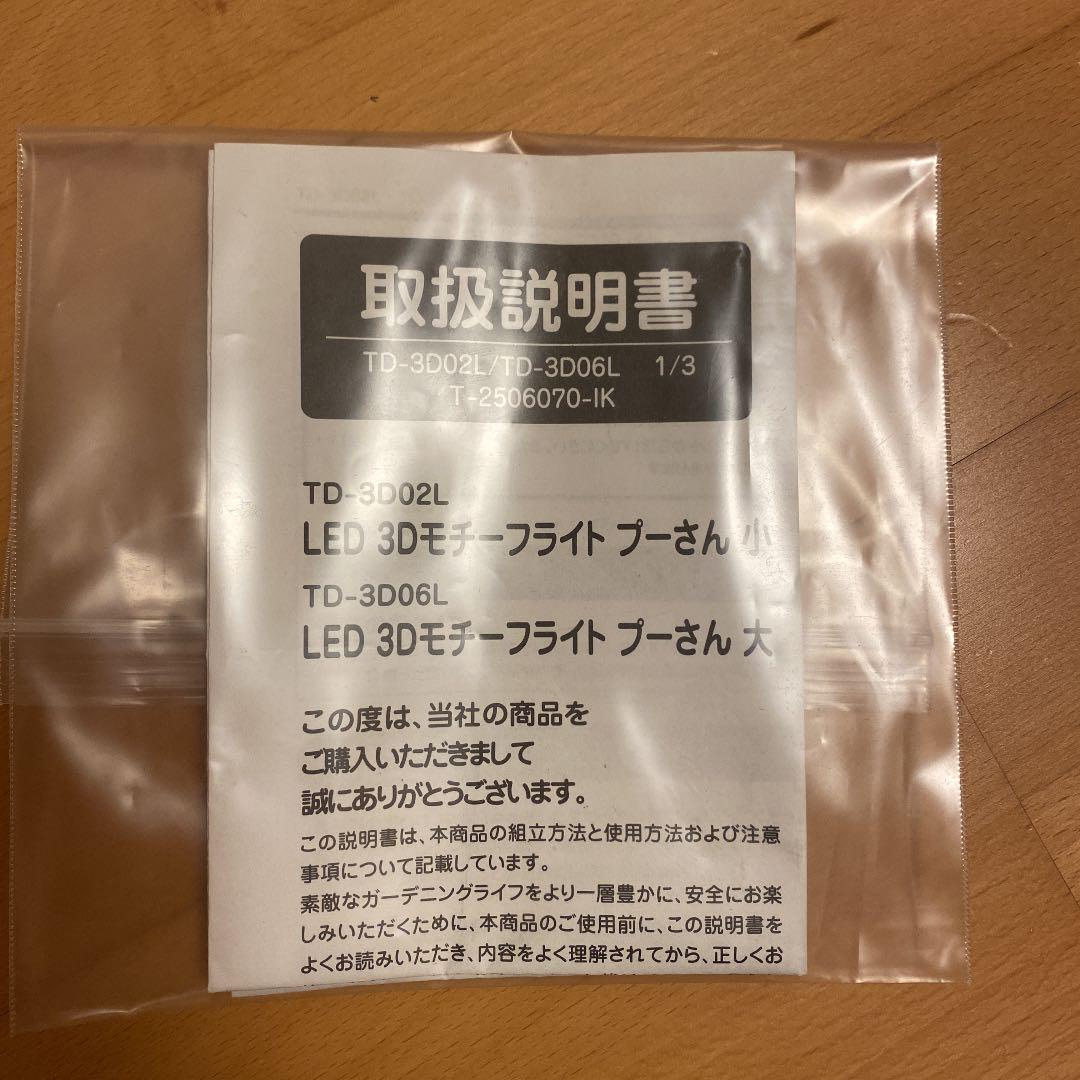 取扱説明書
TD-3D02L/TD-3D06L 1/3
T-2506070-IK
TD-3D02L
LED 3Dモチーフライト プーさん 小
TD-3D06L
LED 3Dモチーフライト プーさん 大
この度は、当社の商品を
ご購入いただきまして
誠にありがとうございます。
この説明書は、本商品の組立方法と使用方法および注意
事項について記載しています。
素敵なガーデニングライフをより一層豊かに、安全にお楽
しみいただくために、本商品のご使用前に、この説明書を
よくお読みいただき、内容をよく理解されてから、正しくお